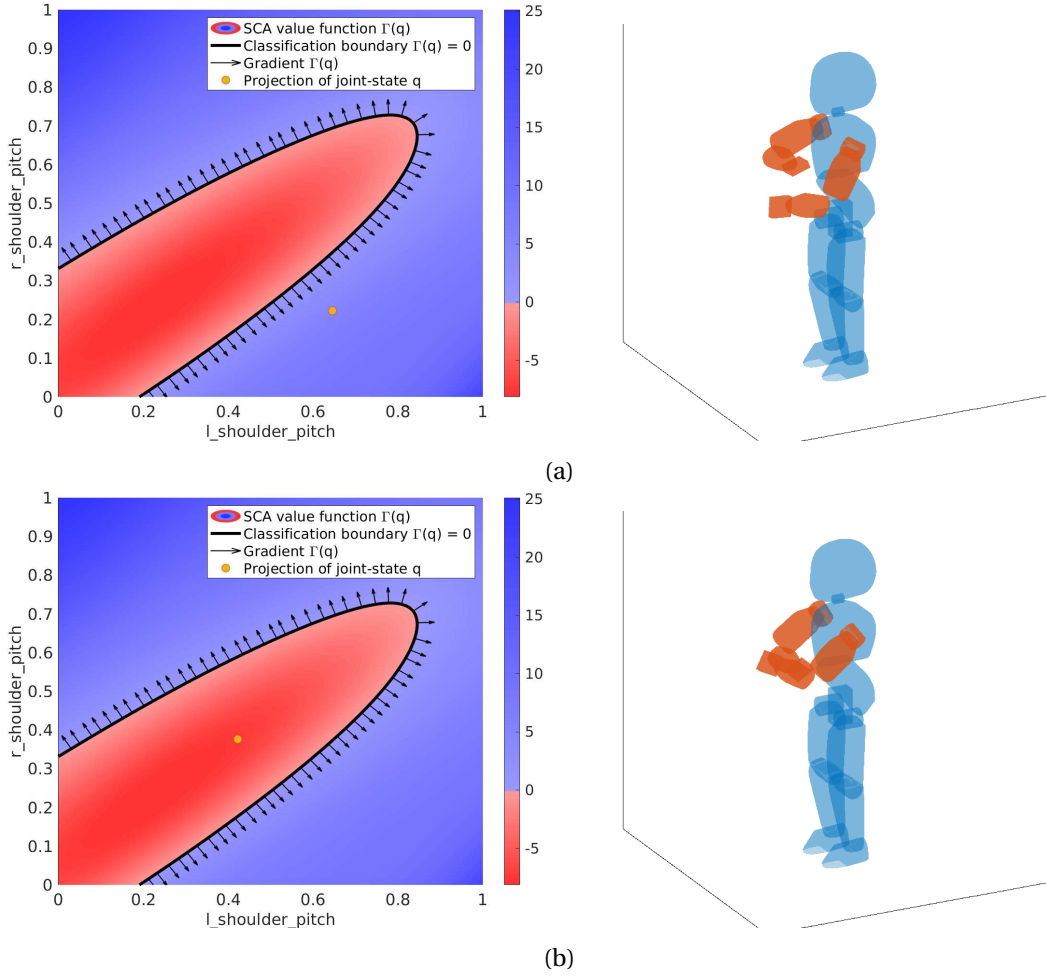 SCA value function Γ(q)
Classification boundary Γ(q) = 0
Gradient Γ(q)
Projection of joint-state q
1
0.9
0.8
0.7
0.6
0.5
0.4
0.3
0.2
0.1
0
r_shoulder_pitch
0 0.2 0.4 0.6 0.8 1
l_shoulder_pitch
25
20
15
10
5
0
-5
(a)
SCA value function Γ(q)
Classification boundary Γ(q) = 0
Gradient Γ(q)
Projection of joint-state q
1
0.9
0.8
0.7
0.6
0.5
0.4
0.3
0.2
0.1
0
r_shoulder_pitch
0 0.2 0.4 0.6 0.8 1
l_shoulder_pitch
25
20
15
10
5
0
-5
(b)